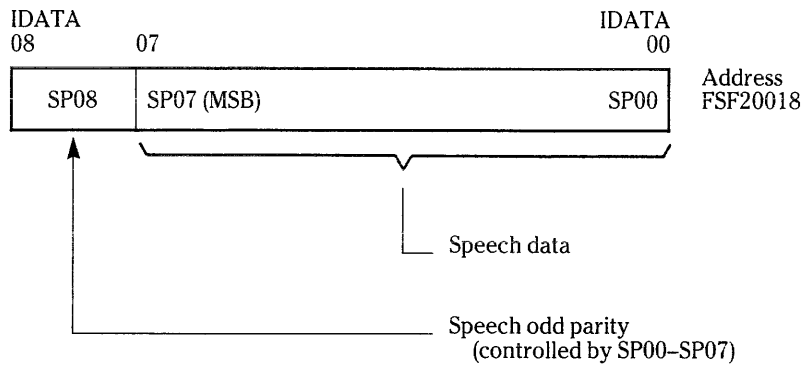 IDATA IDATA
08 07 00
SP08 SP07 (MSB) SP00 Address
FSF20018
Speech data
Speech odd parity
(controlled by SP00–SP07)